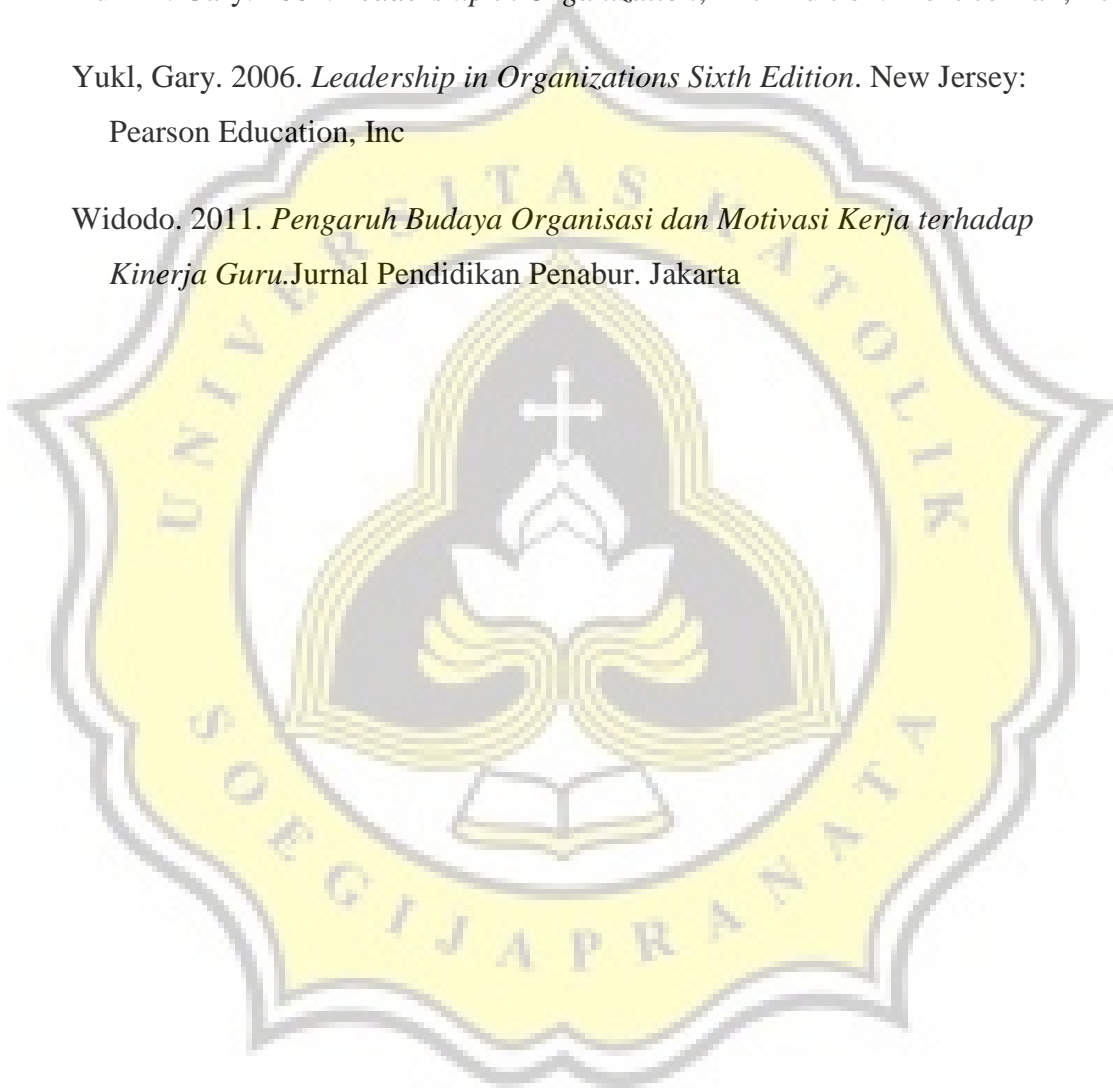 Yukl, Gary. 2006. Leadership in Organizations Sixth Edition. New Jersey:
Pearson Education, Inc
Widodo. 2011. Pengaruh Budaya Organisasi dan Motivasi Kerja terhadap
Kinerja Guru.Jurnal Pendidikan Penabur. Jakarta
UNIVERSITAS KATOLIK
SOEGIJAPRANATA